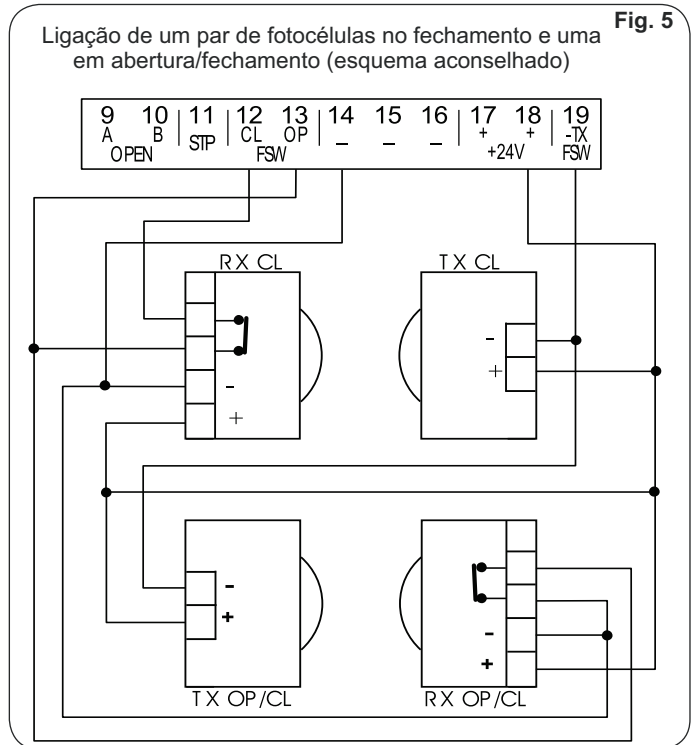 Fig. 5
Ligação de um par de fotocélulas no fechamento e uma
em abertura/fechamento (esquema aconselhado)
9 10 11 12 13 14 15 16 17 18 19
A B STP CL OP _ _ _ + + -TX
OPEN FSW +24V FSW
RX CL TX CL
-
+
-
+
-
+
-
+
TX OP/CL RX OP/CL